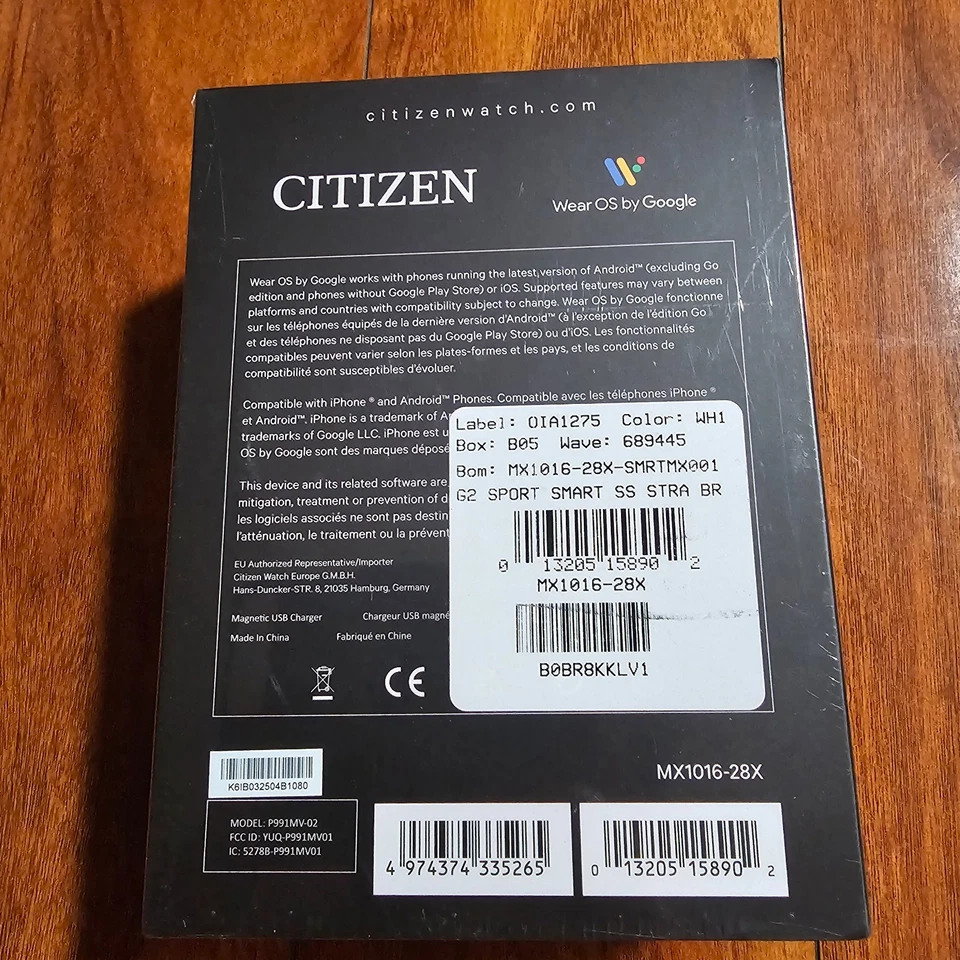 citizenwatch.com
CITIZEN
Wear OS by Google
Wear OS by Google works with phones running the latest version of Android™ (excluding Go
edition and phones without Google Play Store) or iOS. Supported features may vary between
platforms and countries with compatibility subject to change. Wear OS by Google fonctionne
sur les téléphones équipés de la dernière version d'Android™ (à l'exception de l'édition Go
et des téléphones ne disposant pas du Google Play Store) ou d'iOS. Les fonctionnalités
compatibles peuvent varier selon les plates-formes et les pays, et les conditions de
compatibilité sont susceptibles d'évoluer.
Compatible with iPhone ® and Android™ Phones. Compatible avec les téléphones iPhone ®
et Android™. iPhone is a trademark of
trademarks of Google LLC. iPhone est
OS by Google sont des marques
This device and its related software are
mitigation, treatment or prevention of
les logiciels associés ne sont pas
l'atténuation, le traitement ou la
EU Authorized Representative/Importer
Citizen Watch Europe G.M.B.H.
Hans-Duncker-STR. 8, 21035 Hamburg, Germany
Magnetic USB Charger Chargeur USB
Made In China Fabriqué en Chine
CE
Label: OIA1275 Color: WH1
Box: B05 Wave: 689445
Bom: MX1016-28X-SMRTMX001
G2 SPORT SMART SS STRA BR
0 13205 15890 2
MX1016-28X
B0BR8KKLV1
MX1016-28X
K6IB032504B1080
MODEL: P991MV-02
FCC ID: YUQ-P991MV01
IC: 5278B-P991MV01
4 974374 335265
0 13205 15890 2